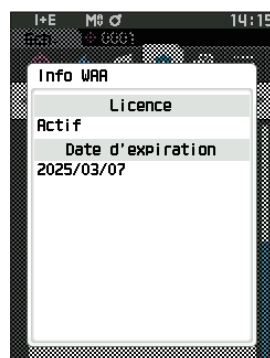 I+E M ♂ 14:15
0001
Info WAA
Licence
Actif
Date d'expiration
2025/03/07